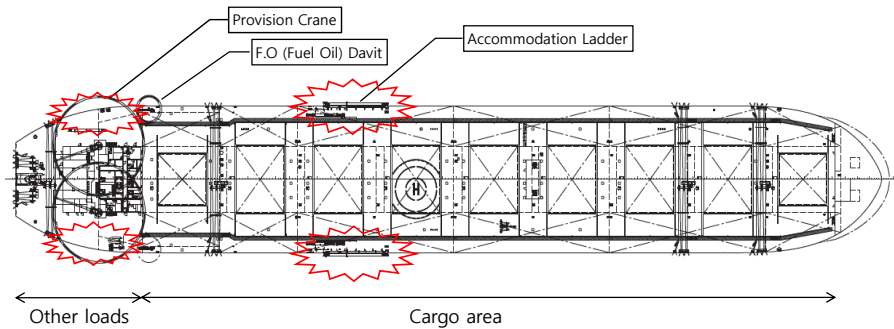 Provision Crane
F.O (Fuel Oil) Davit
Accommodation Ladder
H
Other loads
Cargo area